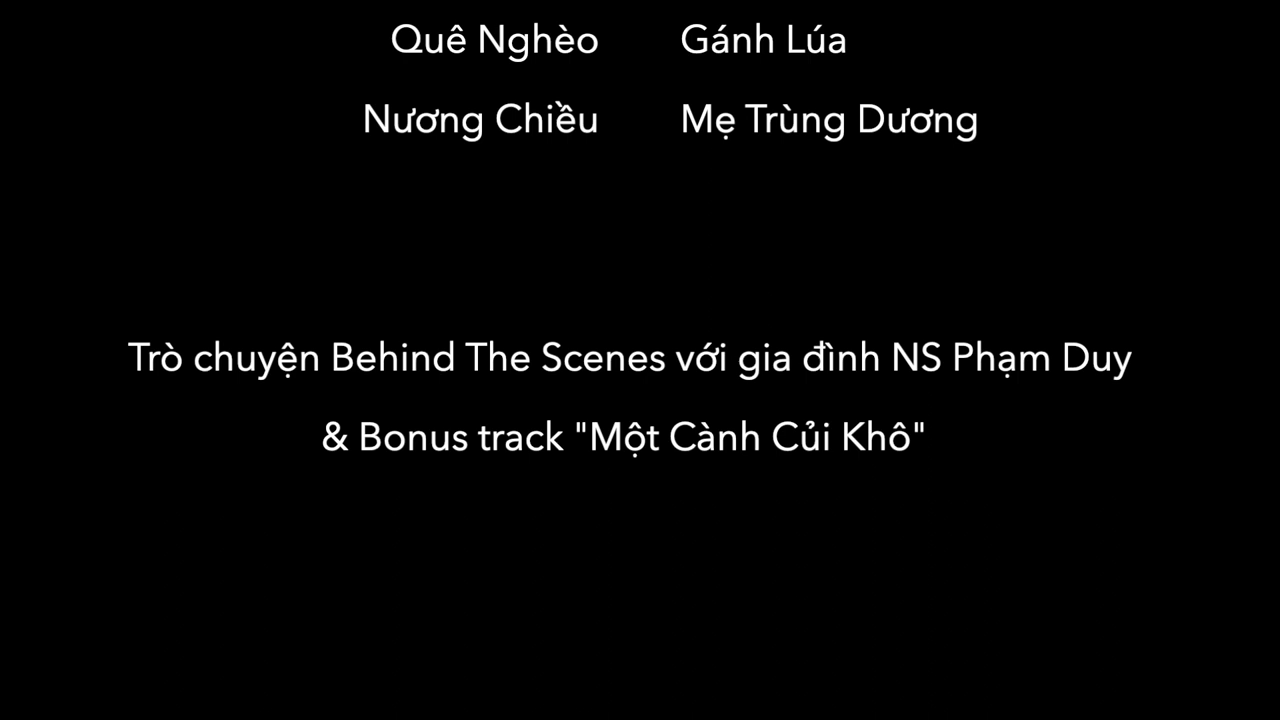 Quê Nghèo Gánh Lúa
Nương Chiều Mẹ Trùng Dương
Trò chuyện Behind The Scenes với gia đình NS Phạm Duy
& Bonus track "Một Cành Củi Khô"